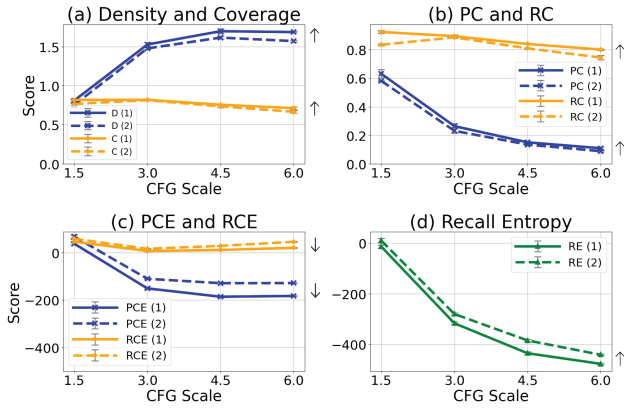 (a) Density and Coverage
Score
1.5
1.0
0.5
0.0
D (1)
D (2)
C (1)
C (2)
↑
↑
1.5 3.0 4.5 6.0
CFG Scale
(b) PC and RC
0.8
0.6
0.4
0.2
0.0
PC (1)
PC (2)
RC (1)
RC (2)
↑
↑
1.5 3.0 4.5 6.0
CFG Scale
(c) PCE and RCE
Score
0
−200
−400
PCE (1)
PCE (2)
RCE (1)
RCE (2)
↓
↓
1.5 3.0 4.5 6.0
CFG Scale
(d) Recall Entropy
0
−200
−400
RE (1)
RE (2)
↑
1.5 3.0 4.5 6.0
CFG Scale